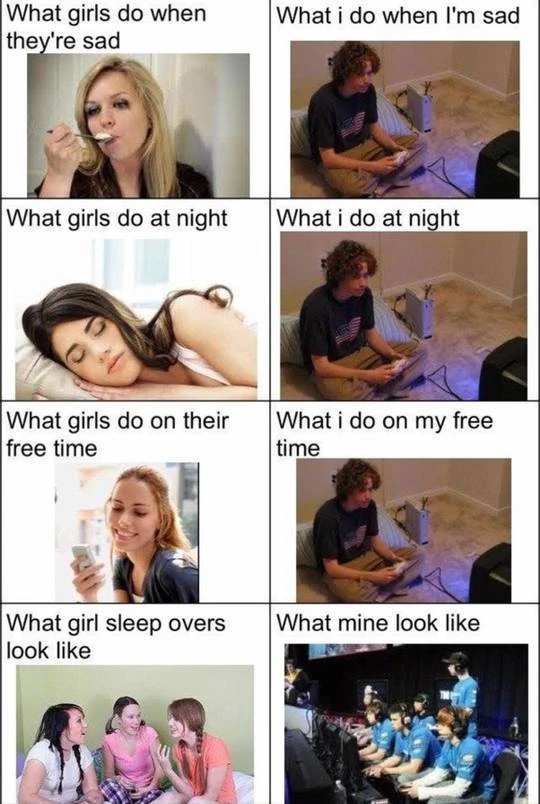 What girls do when
they're sad
What i do when I'm sad
What girls do at night
What i do at night
What girls do on their
free time
What i do on my free
time
What girl sleep overs
look like
What mine look like